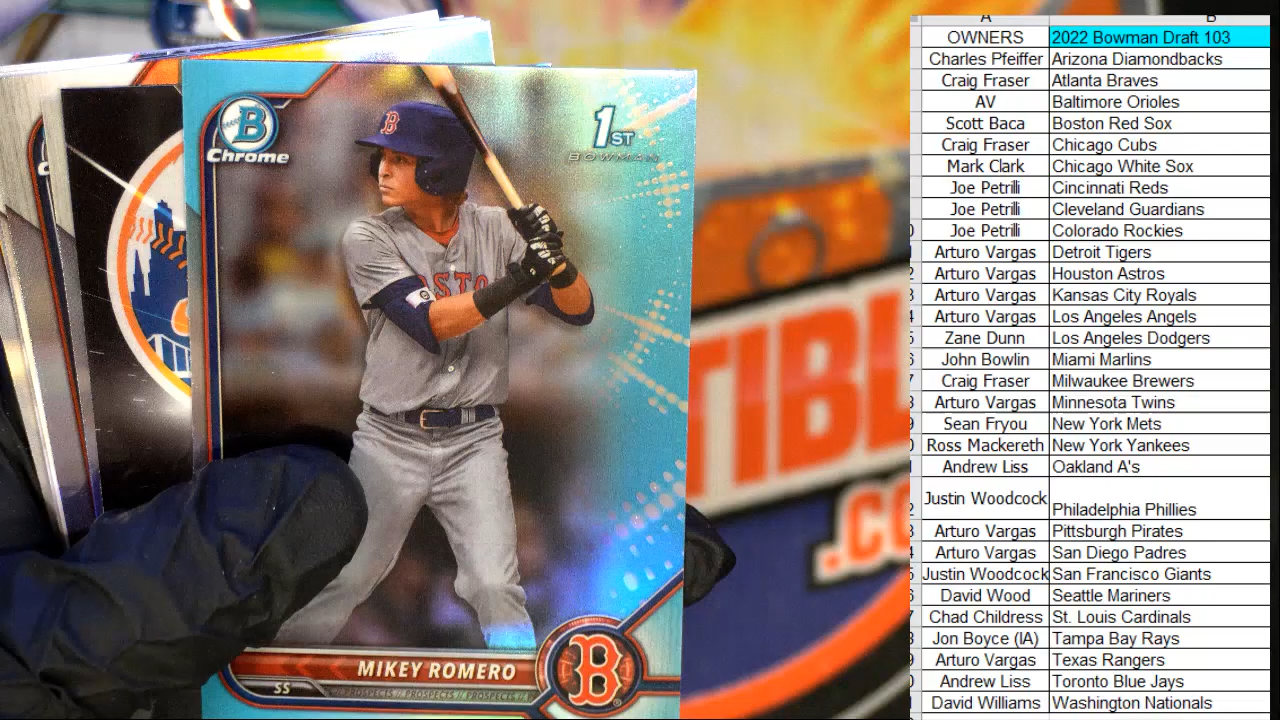 B
Chrome
1ST
BOWMAN
B
BOSTO
MIKEY ROMERO
SS
PROSPECTS // PROSPECTS // PROSPECTS //
B
TIBL
.CO
A B
OWNERS 2022 Bowman Draft 103
Charles Pfeiffer Arizona Diamondbacks
Craig Fraser Atlanta Braves
AV Baltimore Orioles
Scott Baca Boston Red Sox
Craig Fraser Chicago Cubs
Mark Clark Chicago White Sox
Joe Petrilli Cincinnati Reds
Joe Petrilli Cleveland Guardians
Joe Petrilli Colorado Rockies
Arturo Vargas Detroit Tigers
Arturo Vargas Houston Astros
Arturo Vargas Kansas City Royals
Arturo Vargas Los Angeles Angels
Zane Dunn Los Angeles Dodgers
John Bowlin Miami Marlins
Craig Fraser Milwaukee Brewers
Arturo Vargas Minnesota Twins
Sean Fryou New York Mets
Ross Mackereth New York Yankees
Andrew Liss Oakland A's
Justin Woodcock Philadelphia Phillies
Arturo Vargas Pittsburgh Pirates
Arturo Vargas San Diego Padres
Justin Woodcock San Francisco Giants
David Wood Seattle Mariners
Chad Childress St. Louis Cardinals
Jon Boyce (IA) Tampa Bay Rays
Arturo Vargas Texas Rangers
Andrew Liss Toronto Blue Jays
David Williams Washington Nationals